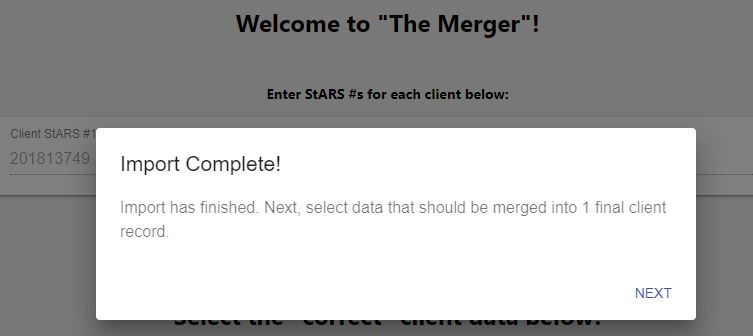 Welcome to "The Merger"!
Enter StARS #s for each client below:
Client StARS #1
201813749
Import Complete!
Import has finished. Next, select data that should be merged into 1 final client
record.
NEXT
Select the "correct" client data below: